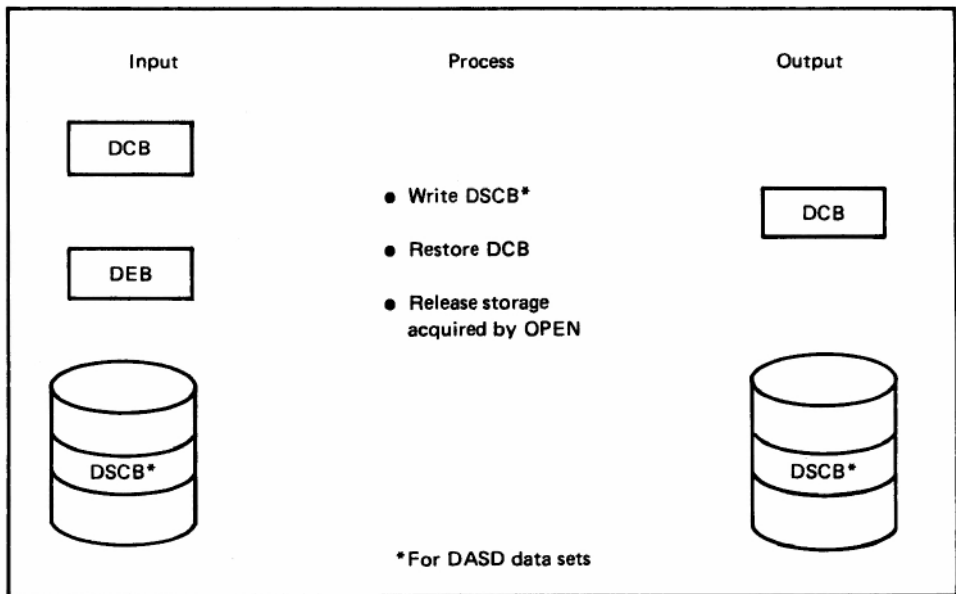 Input Process Output
DCB
• Write DSCB*
DCB
• Restore DCB
DEB
• Release storage
acquired by OPEN
DSCB*
DSCB*
*For DASD data sets